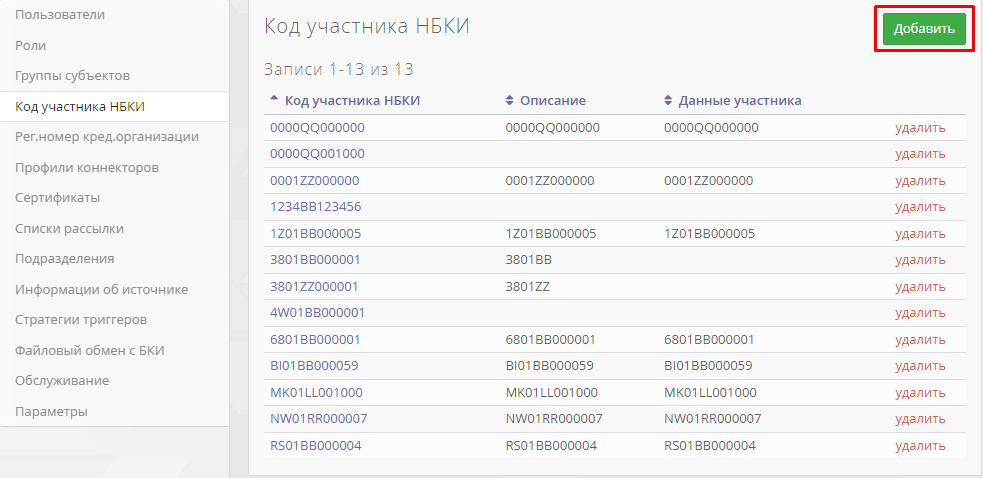 Пользователи
Роли
Группы субъектов
Код участника НБКИ
Рег.номер кред.организации
Профили коннекторов
Сертификаты
Списки рассылки
Подразделения
Информации об источнике
Стратегии триггеров
Файловый обмен с БКИ
Обслуживание
Параметры
Код участника НБКИ
Добавить
Записи 1-13 из 13
Код участника НБКИ Описание Данные участника
0000QQ000000 0000QQ000000 0000QQ000000 удалить
0000QQ001000 удалить
0001ZZ000000 0001ZZ000000 0001ZZ000000 удалить
1234BB123456 удалить
1Z01BB000005 1Z01BB000005 1Z01BB000005 удалить
3801BB000001 3801BB удалить
3801ZZ000001 3801ZZ удалить
4W01BB000001 удалить
6801BB000001 6801BB000001 6801BB000001 удалить
BI01BB000059 BI01BB000059 BI01BB000059 удалить
MK01LL001000 MK01LL001000 MK01LL001000 удалить
NW01RR000007 NW01RR000007 NW01RR000007 удалить
RS01BB000004 RS01BB000004 RS01BB000004 удалить